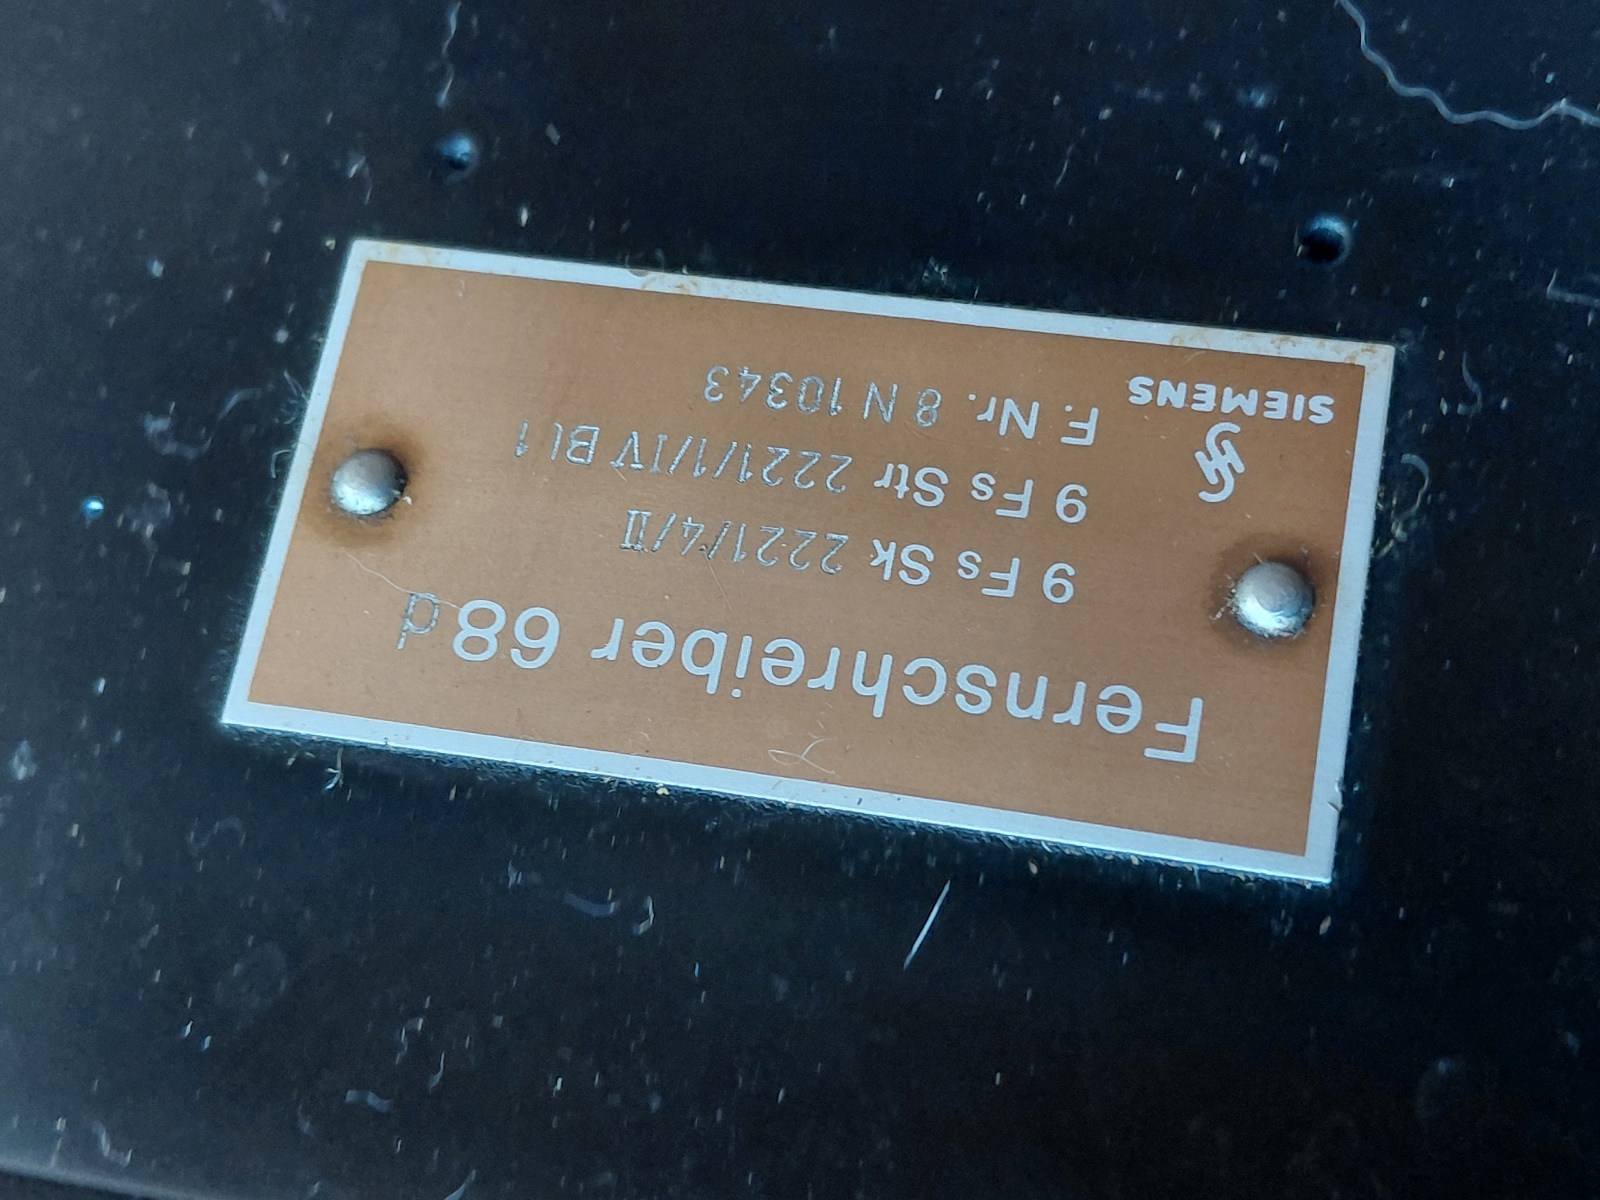 Fernschreiber 68 d
9 Fs Sk 2221/4/II
9 Fs Str 2221/1/IV Bl 1
F. Nr. 8 N 10343
SIEMENS